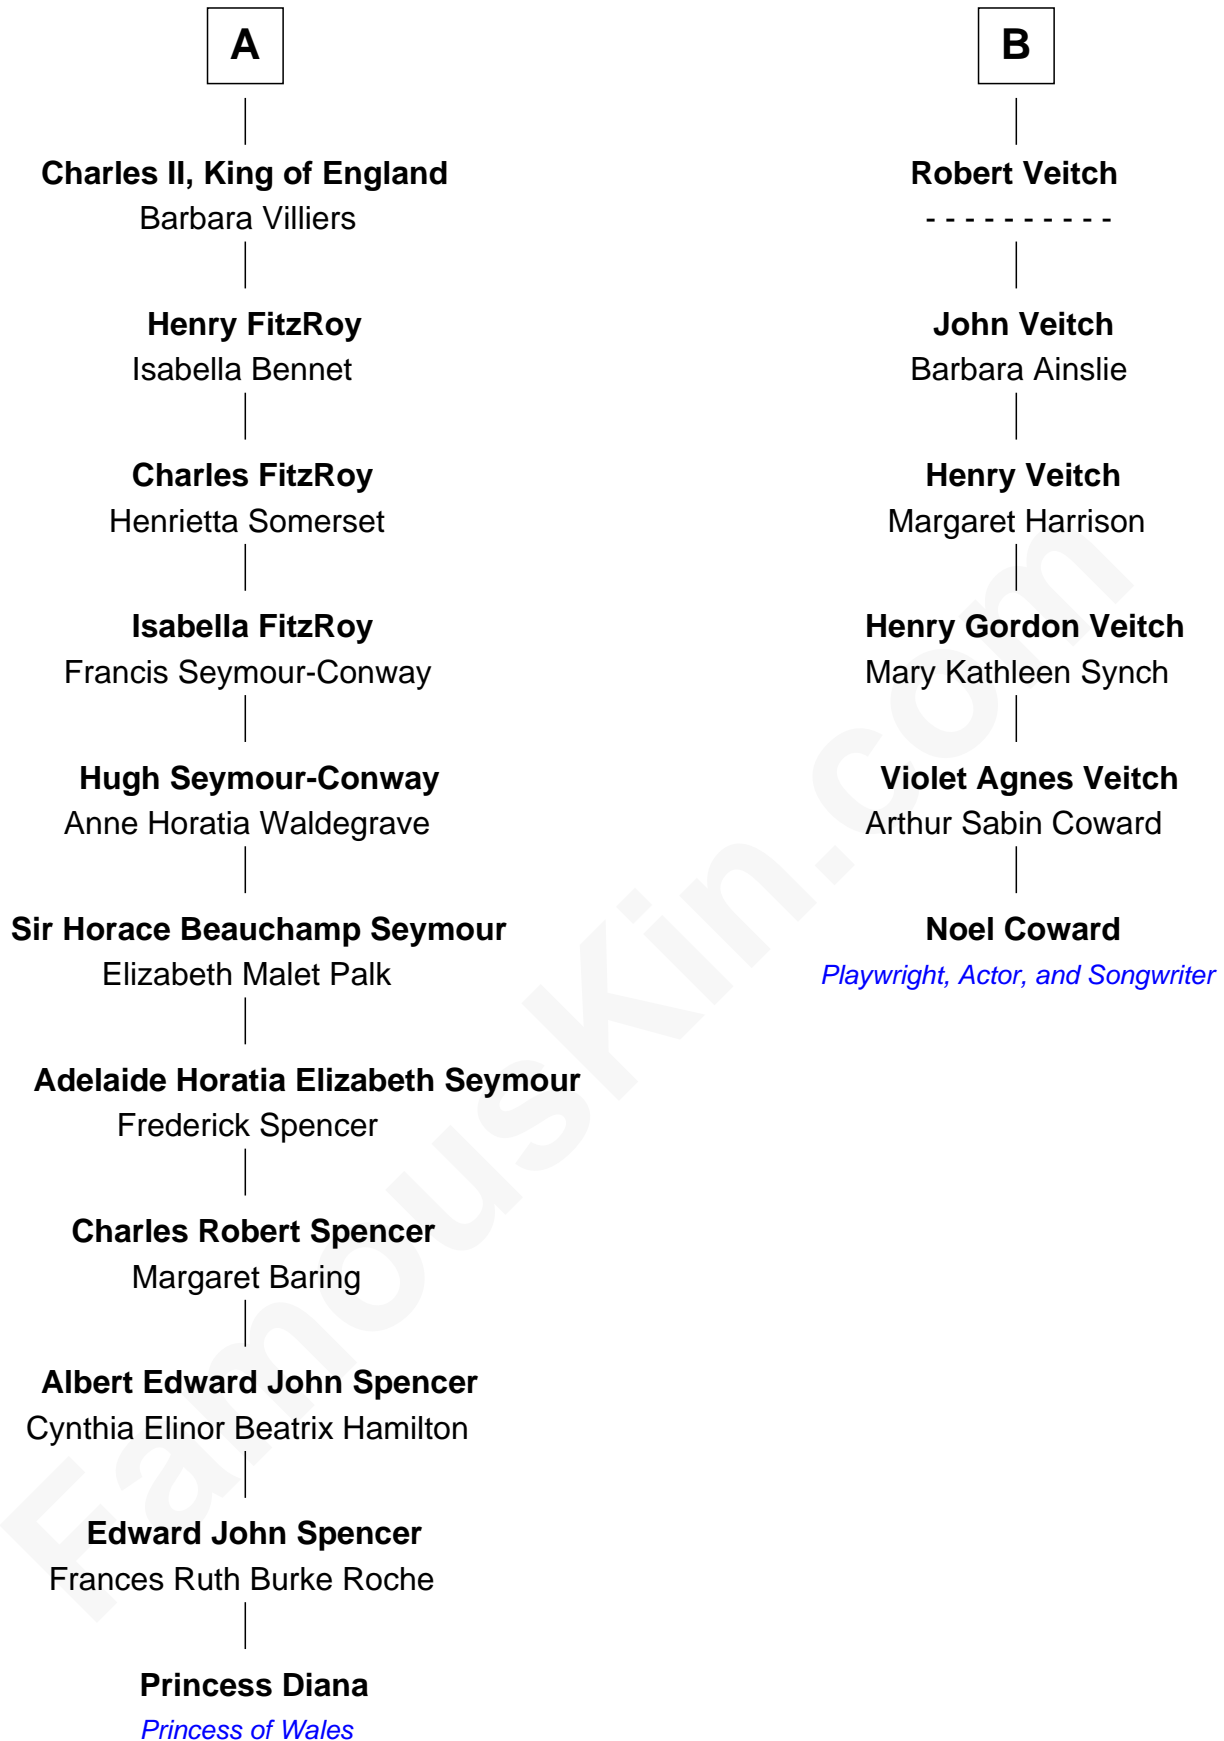 A
Charles II, King of England
Barbara Villiers
Henry FitzRoy
Isabella Bennet
Charles FitzRoy
Henrietta Somerset
Isabella FitzRoy
Francis Seymour-Conway
Hugh Seymour-Conway
Anne Horatia Waldegrave
Sir Horace Beauchamp Seymour
Elizabeth Malet Palk
Adelaide Horatia Elizabeth Seymour
Frederick Spencer
Charles Robert Spencer
Margaret Baring
Albert Edward John Spencer
Cynthia Elinor Beatrix Hamilton
Edward John Spencer
Frances Ruth Burke Roche
Princess Diana
Princess of Wales
B
Robert Veitch
- - - - - - - - - -
John Veitch
Barbara Ainslie
Henry Veitch
Margaret Harrison
Henry Gordon Veitch
Mary Kathleen Synch
Violet Agnes Veitch
Arthur Sabin Coward
Noel Coward
Playwright, Actor, and Songwriter
FamousKin.com